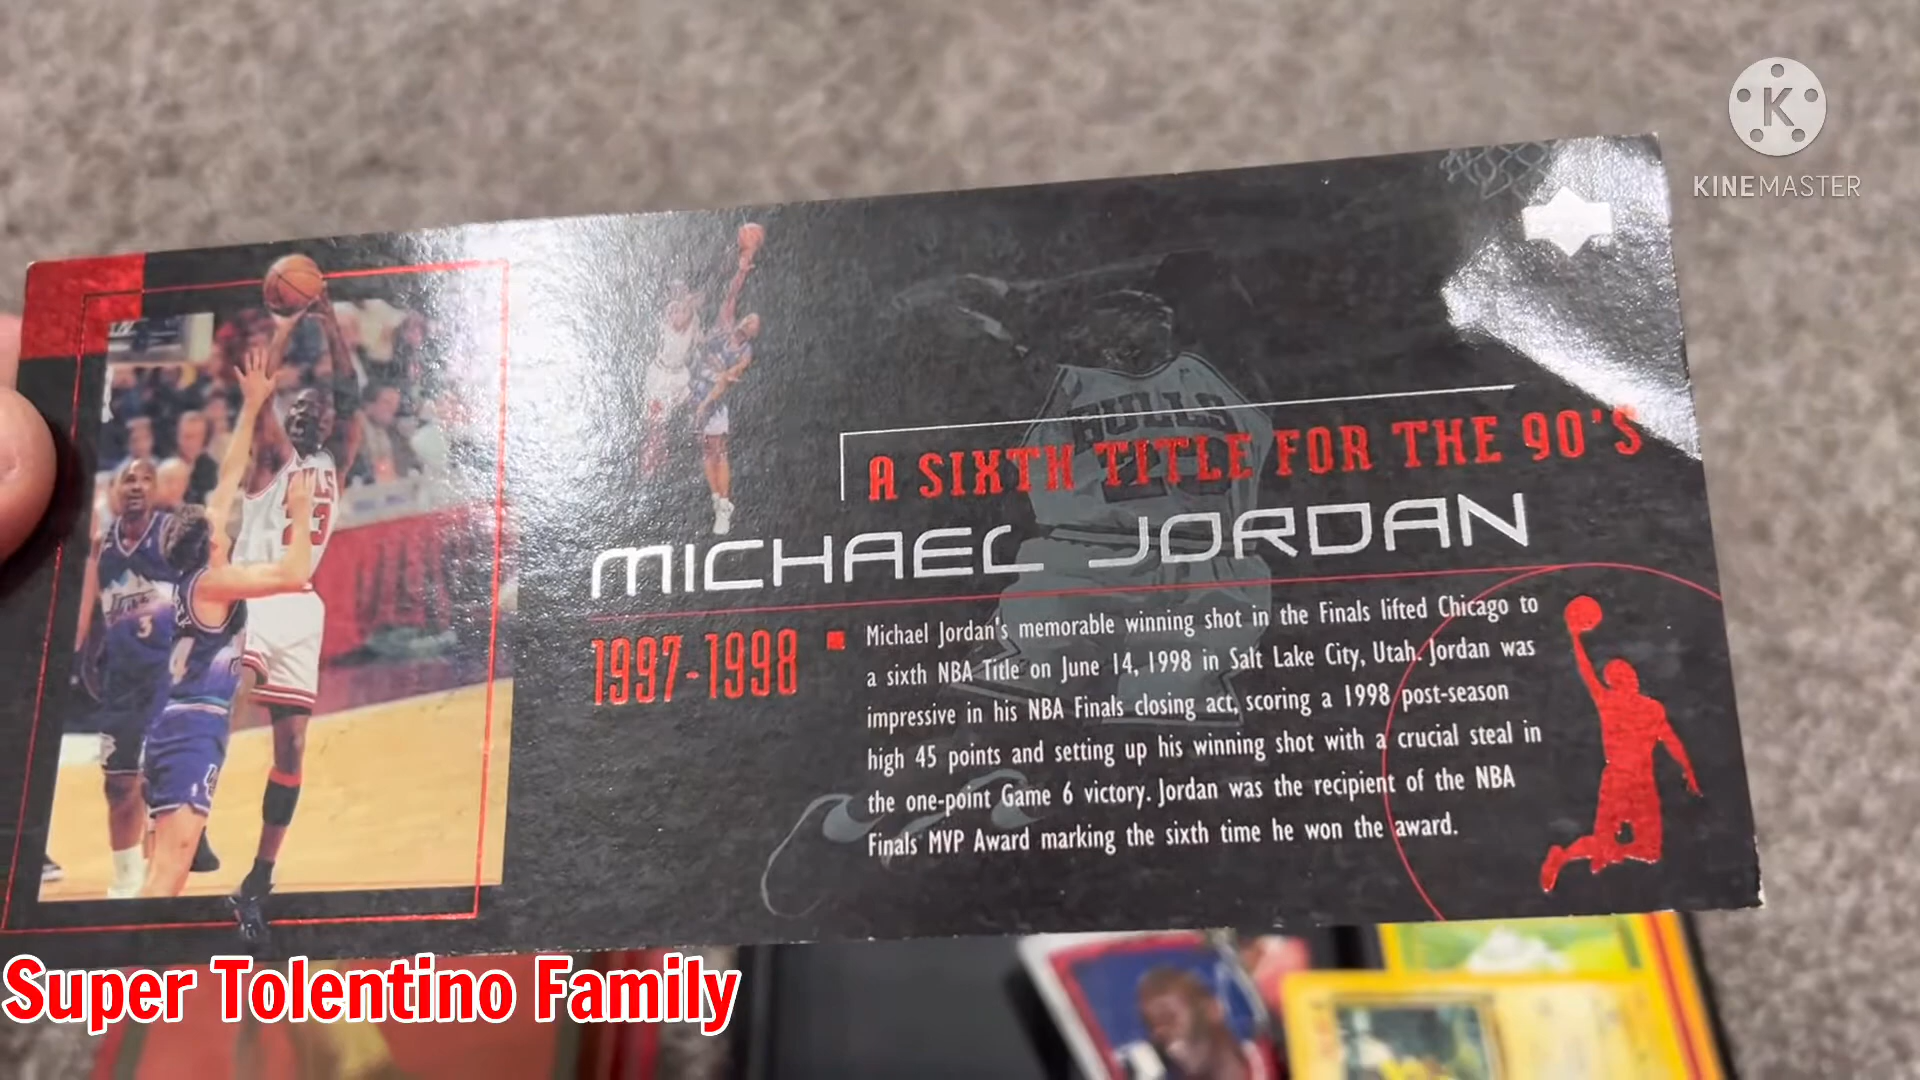 K
KINEMASTER
A SIXTH TITLE FOR THE 90'S
MICHAEL JORDAN
1997-1998
Michael Jordan's memorable winning shot in the Finals lifted Chicago to
a sixth NBA Title on June 14, 1998 in Salt Lake City, Utah. Jordan was
impressive in his NBA Finals closing act, scoring a 1998 post-season
high 45 points and setting up his winning shot with a crucial steal in
the one-point Game 6 victory. Jordan was the recipient of the NBA
Finals MVP Award marking the sixth time he won the award.
BULLS
23
3
4
Super Tolentino Family